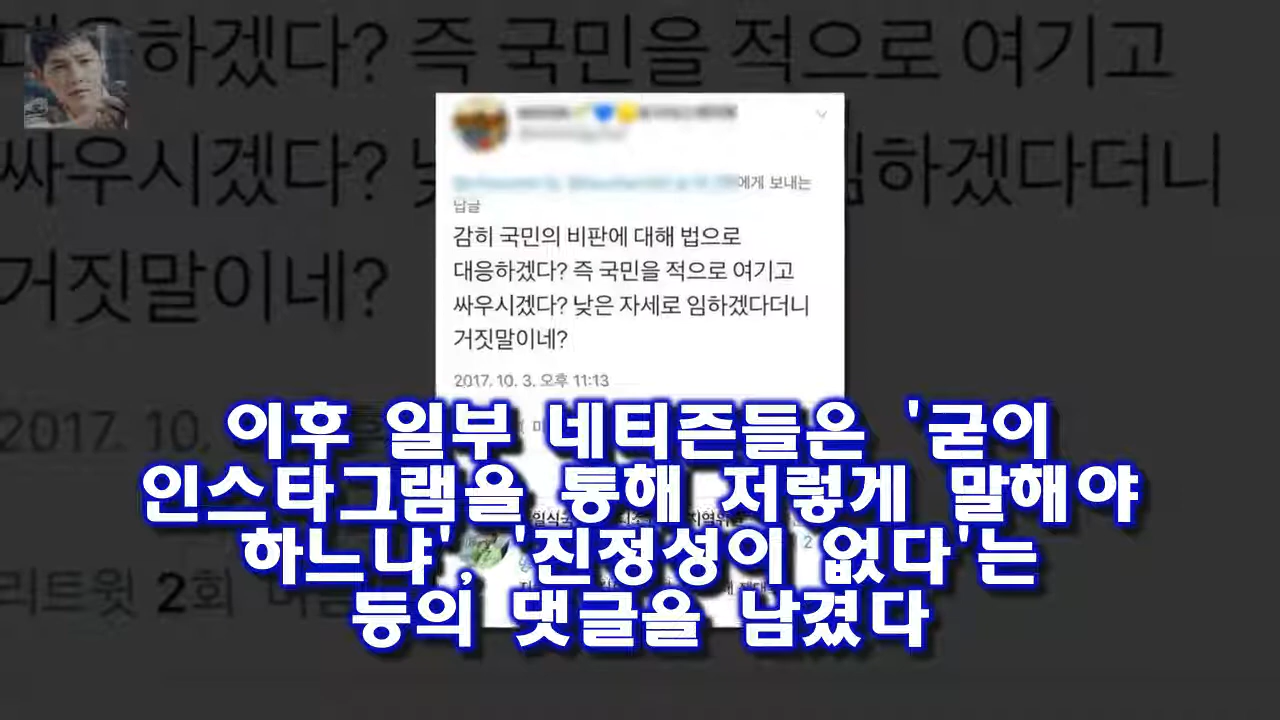 대응하겠다? 즉 국민을 적으로 여기고
싸우시겠다? 낮은 자세로 임하겠다더니
거짓말이네?
2017. 10.
리트윗 2회
에게 보내는
답글
감히 국민의 비판에 대해 법으로
대응하겠다? 즉 국민을 적으로 여기고
싸우시겠다? 낮은 자세로 임하겠다더니
거짓말이네?
2017. 10. 3. 오후 11:13
이후 일부 네티즌들은 '굳이
인스타그램을 통해 저렇게 말해야
하느냐', '진정성이 없다'는
등의 댓글을 남겼다